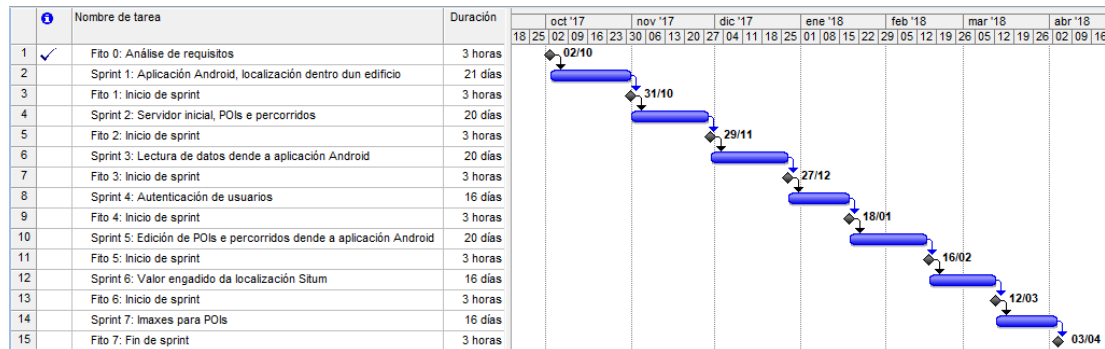 Nombre de tarea Duración oct '17 nov '17 dic '17 ene '18 feb '18 mar '18 abr '18
18 25 02 09 16 23 30 06 13 20 27 04 11 18 25 01 08 15 22 29 05 12 19 26 05 12 19 26 02 09 16
1 Fito 0: Análise de requisitos 3 horas 02/10
2 Sprint 1: Aplicación Android, localización dentro dun edificio 21 días
3 Fito 1: Inicio de sprint 3 horas 31/10
4 Sprint 2: Servidor inicial, POIs e percorridos 20 días
5 Fito 2: Inicio de sprint 3 horas 29/11
6 Sprint 3: Lectura de datos dende a aplicación Android 20 días
7 Fito 3: Inicio de sprint 3 horas 27/12
8 Sprint 4: Autenticación de usuarios 16 días
9 Fito 4: Inicio de sprint 3 horas 18/01
10 Sprint 5: Edición de POIs e percorridos dende a aplicación Android 20 días
11 Fito 5: Inicio de sprint 3 horas 16/02
12 Sprint 6: Valor engadido da localización Situm 16 días
13 Fito 6: Inicio de sprint 3 horas 12/03
14 Sprint 7: Imaxes para POIs 16 días
15 Fito 7: Fin de sprint 3 horas 03/04